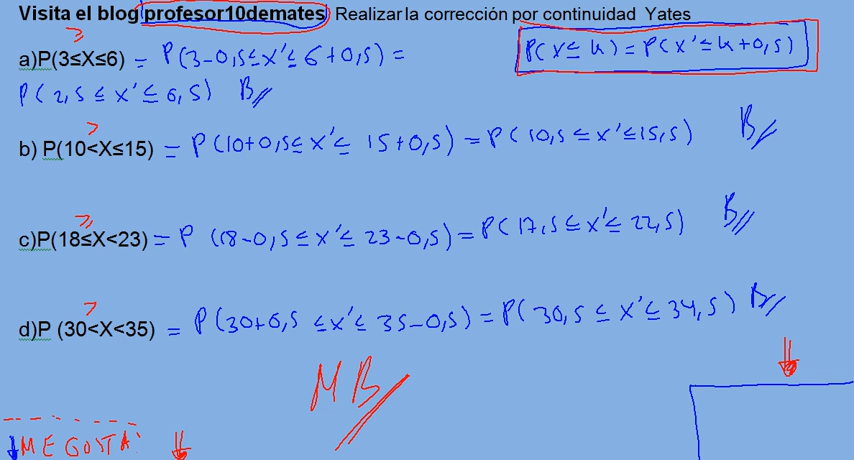 Visita el blog profesor10demates Realizar la corrección por continuidad Yates
P(X≤k)=P(X'≤k+0,5)
≥
a)P(3≤X≤6) = P(3-0,5≤X'≤6+0,5)=
P(2,5≤X'≤6,5) B//
>
b) P(10<X≤15) = P(10+0,5≤X'≤15+0,5)=P(10,5≤X'≤15,5) B//
≥
c)P(18≤X<23) = P (18-0,5≤X'≤23-0,5)=P(17,5≤X'≤22,5) B//
>
d)P (30<X<35) = P(30+0,5≤X'≤35-0,5)=P(30,5≤X'≤34,5) B//
MB//
ME GOSTA